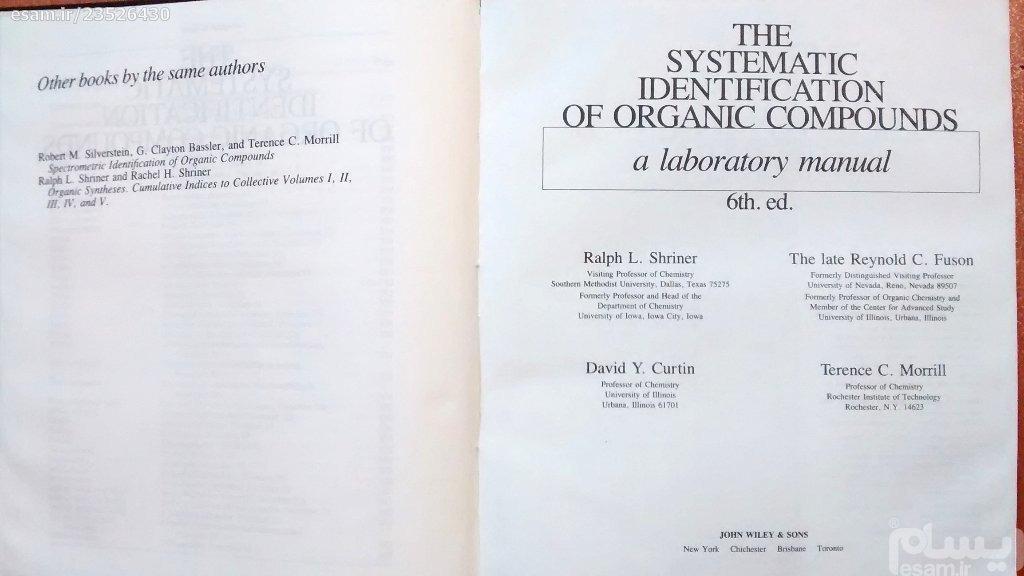 esam.ir/23526430
Other books by the same authors
Robert M. Silverstein, G. Clayton Bassler, and Terence C. Morrill
Spectrometric Identification of Organic Compounds
Ralph L. Shriner and Rachel H. Shriner
Organic Syntheses. Cumulative Indices to Collective Volumes I, II,
III, IV, and V.
THE
SYSTEMATIC
IDENTIFICATION
OF ORGANIC COMPOUNDS
a laboratory manual
6th. ed.
Ralph L. Shriner
Visiting Professor of Chemistry
Southern Methodist University, Dallas, Texas 75275
Formerly Professor and Head of the
Department of Chemistry
University of Iowa, Iowa City, Iowa
The late Reynold C. Fuson
Formerly Distinguished Visiting Professor
University of Nevada, Reno, Nevada 89507
Formerly Professor of Organic Chemistry and
Member of the Center for Advanced Study
University of Illinois, Urbana, Illinois
David Y. Curtin
Professor of Chemistry
University of Illinois
Urbana, Illinois 61701
Terence C. Morrill
Professor of Chemistry
Rochester Institute of Technology
Rochester, N.Y. 14623
JOHN WILEY & SONS
New York Chichester Brisbane Toronto
esam.ir